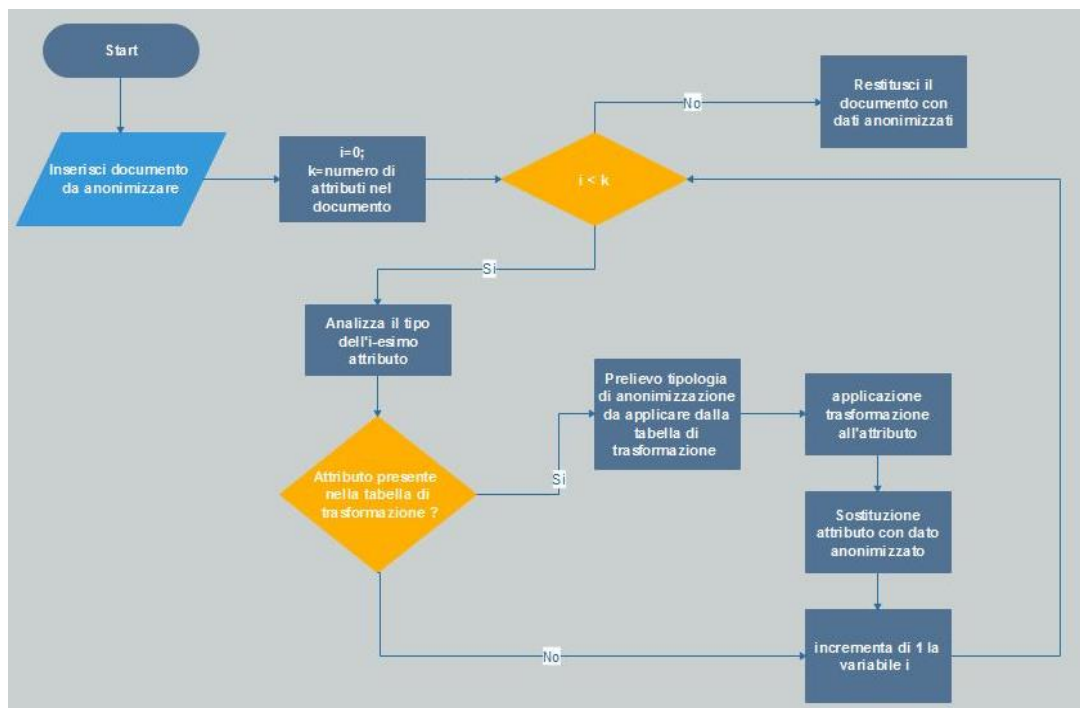 Start
Inserisci documento
da anonimizzare
i=0;
k=numero di
attributi nel
documento
i < k
No
Restitusci il
documento con
dati anonimizzati
Si
Analizza il tipo
dell'i-esimo
attributo
Attributo presente
nella tabella di
trasformazione ?
Si
Prelievo tipologia
di anonimizzazione
da applicare dalla
tabella di
trasformazione
applicazione
trasformazione
all'attributo
Sostituzione
attributo con dato
anonimizzato
No
incrementa di 1 la
variabile i